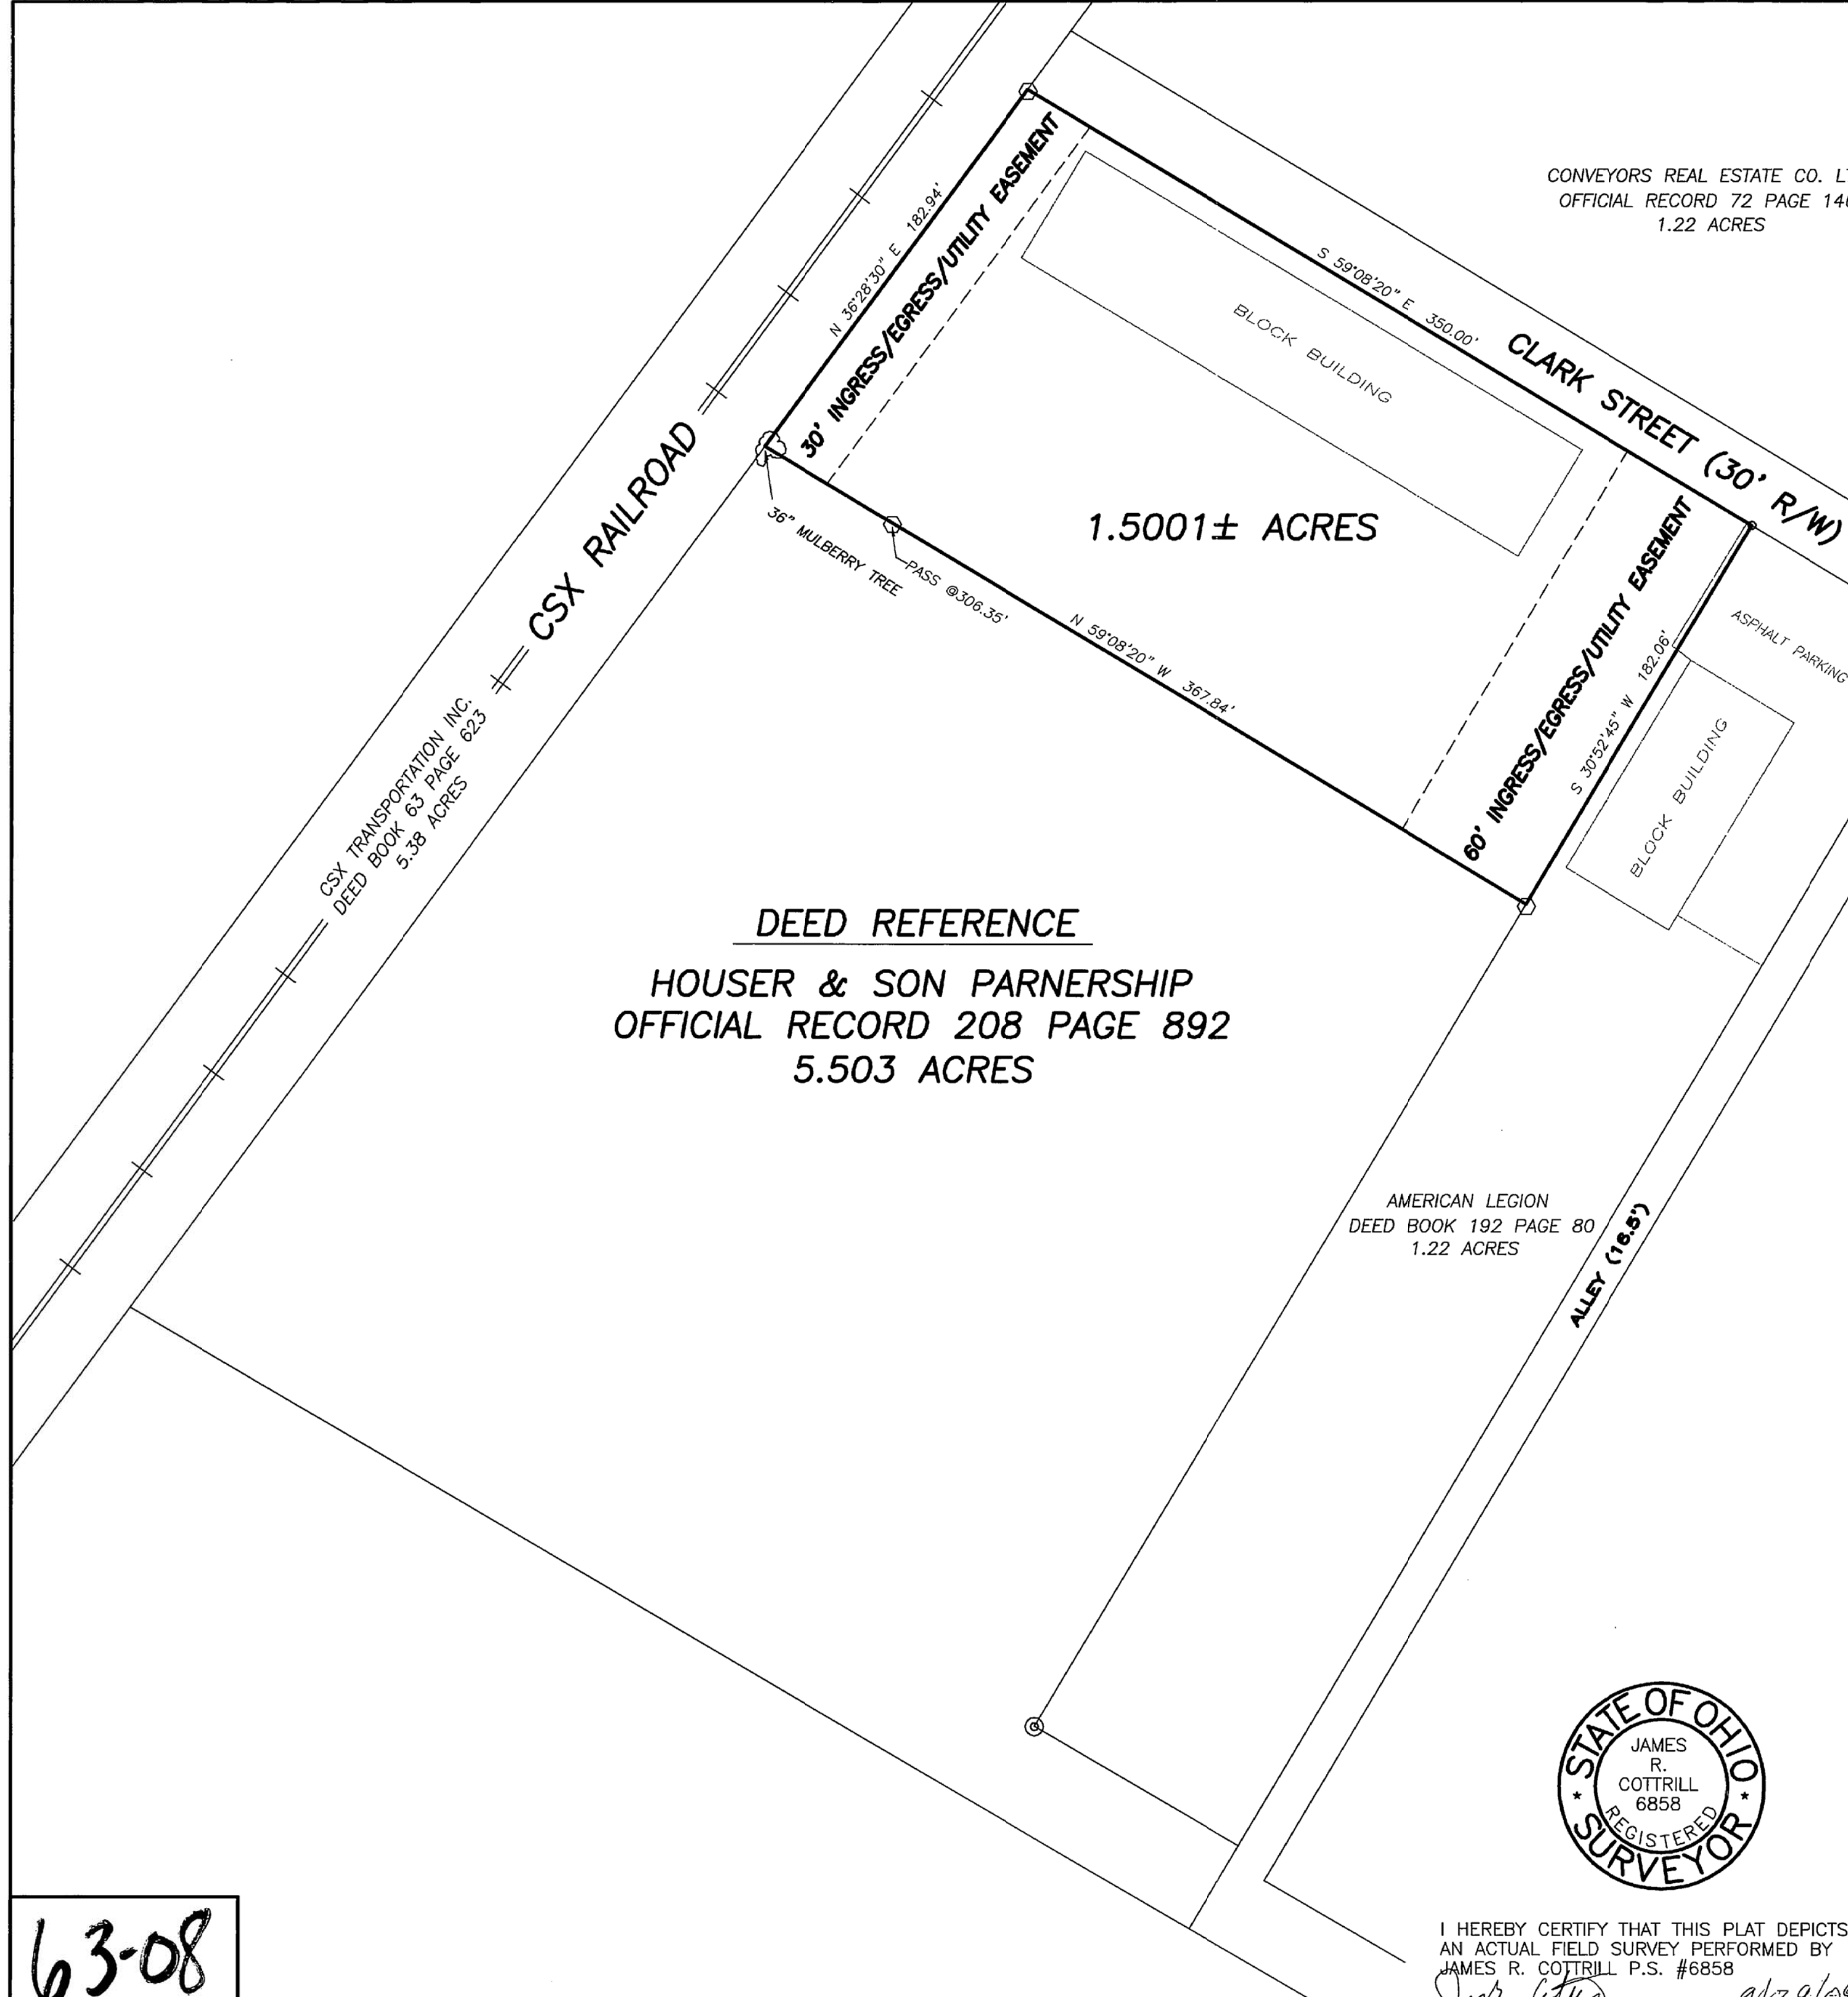 CONVEYORS REAL ESTATE CO.
OFFICIAL RECORD 72 PAGE
1.22 ACRES
N 36°28'30" E 182.94'
30' INGRESS/EGRESS/UTILITY EASEMENT
S 59°08'20" E 350.00'
CLARK STREET (30' R/W)
BLOCK BUILDING
CSX RAILROAD
36" MULBERRY TREE
PASS @306.35'
1.5001± ACRES
N 59°08'20" W 367.84'
60' INGRESS/EGRESS/UTILITY EASEMENT
S 30°52'45" W 182.06'
ASPHALT PARKING
BLOCK BUILDING
CSX TRANSPORTATION INC.
DEED BOOK 63 PAGE 623
5.38 ACRES
DEED REFERENCE
HOUSER & SON PARNERSHIP
OFFICIAL RECORD 208 PAGE 892
5.503 ACRES
AMERICAN LEGION
DEED BOOK 192 PAGE 80
1.22 ACRES
ALLEY (16.5')
STATE OF OHIO
JAMES
R.
COTTRILL
6858
REGISTERED
SURVEYOR
I HEREBY CERTIFY THAT THIS PLAT DEPICTS
AN ACTUAL FIELD SURVEY PERFORMED BY
JAMES R. COTTRILL P.S. #6858
63-08